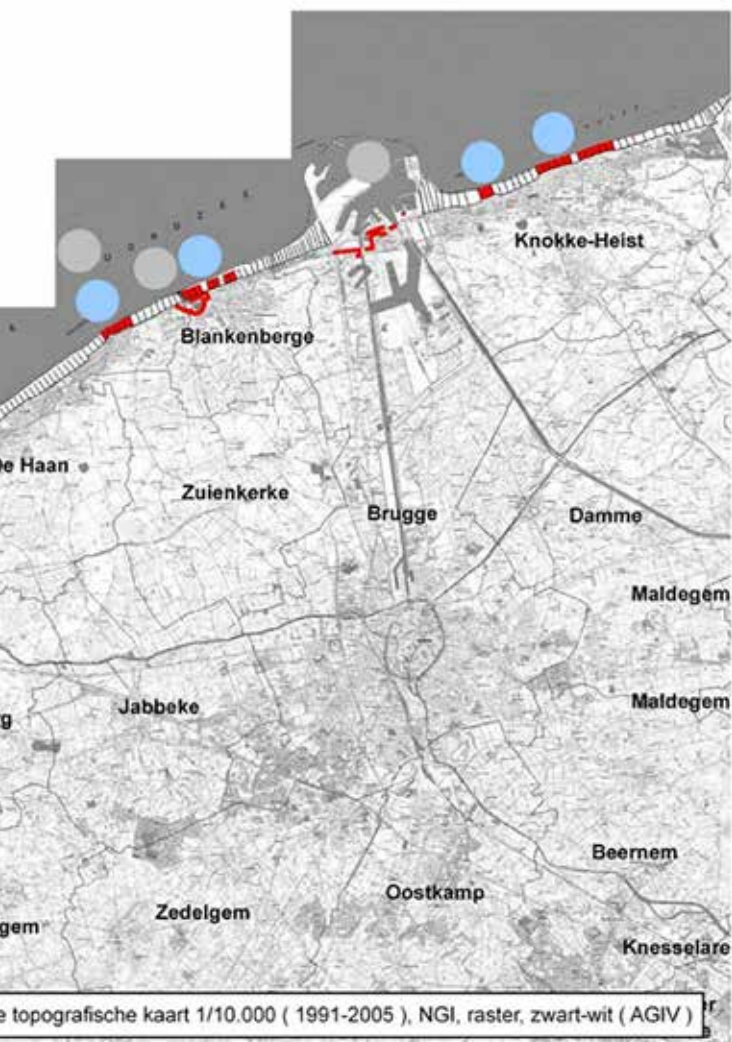 Knokke-Heist
Blankenberge
e Haan
Zuienkerke
Brugge
Damme
Maldegem
Jabbeke
Maldegem
g
Beernem
Oostkamp
Zedelgem
gem
Knesselare
e topografische kaart 1/10.000 ( 1991-2005 ), NGI, raster, zwart-wit ( AGIV )